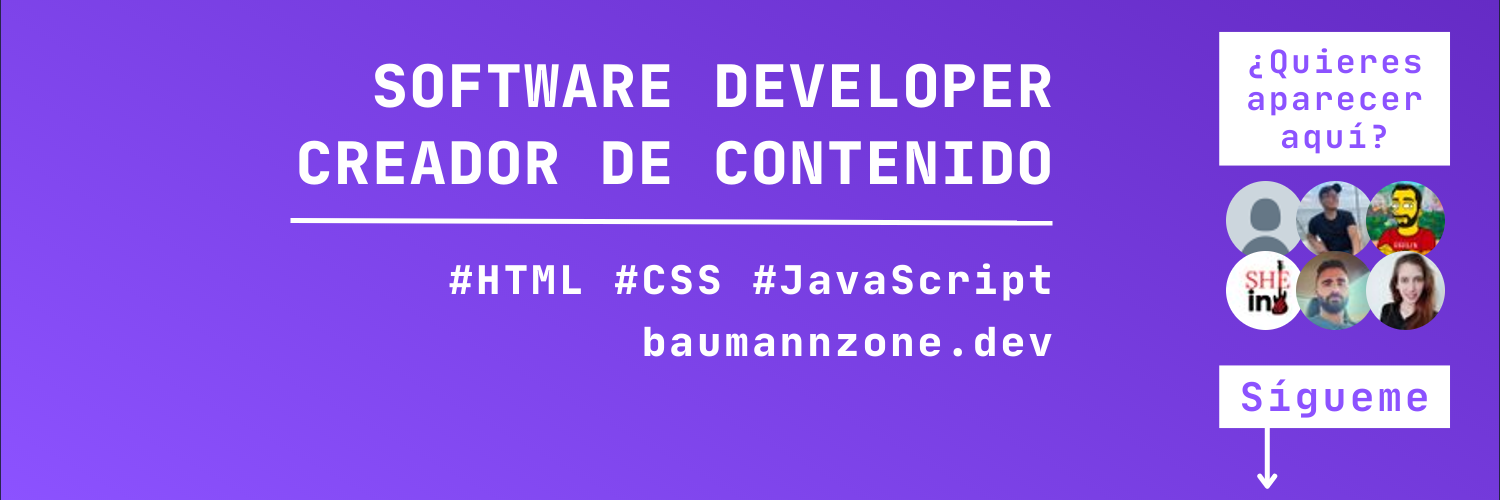 SOFTWARE DEVELOPER
CREADOR DE CONTENIDO
#HTML #CSS #JavaScript
baumannzone.dev
¿Quieres
aparecer
aquí?
SHE
in
Sígueme